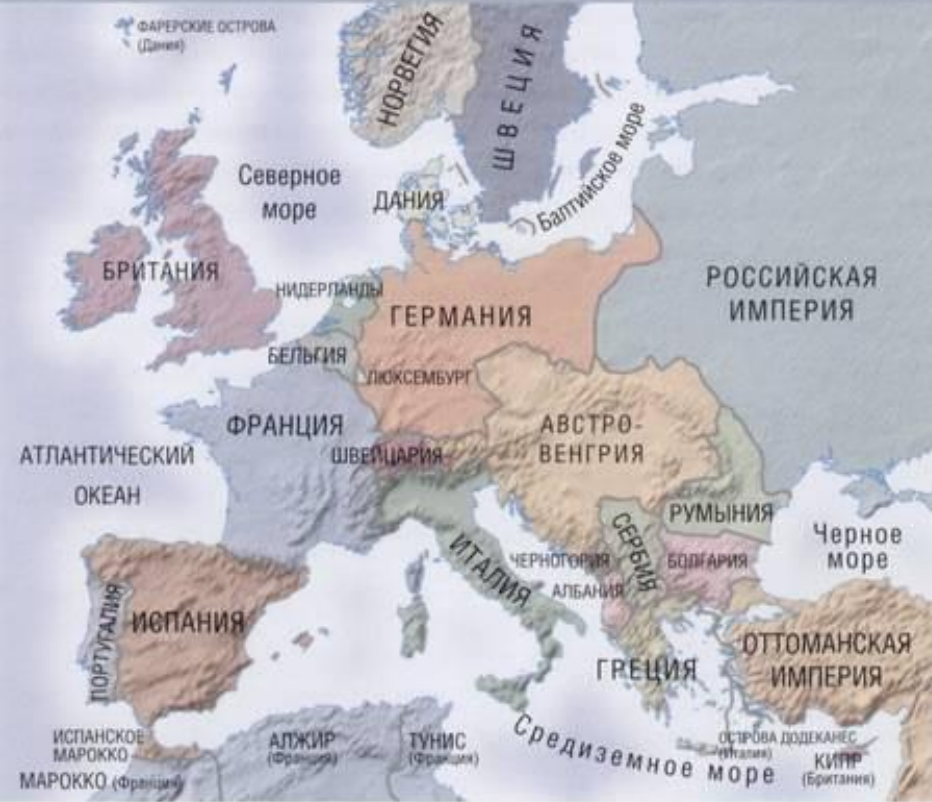 ФАРЕРСКИЕ ОСТРОВА
(Дания)
НОРВЕГИЯ
ШВЕЦИЯ
Балтийское море
Северное
море
ДАНИЯ
БРИТАНИЯ
НИДЕРЛАНДЫ
ГЕРМАНИЯ
РОССИЙСКАЯ
ИМПЕРИЯ
БЕЛЬГИЯ
ЛЮКСЕМБУРГ
ФРАНЦИЯ
АВСТРО-
ВЕНГРИЯ
ШВЕЙЦАРИЯ
АТЛАНТИЧЕСКИЙ
ОКЕАН
РУМЫНИЯ
СЕРБИЯ
Черное
море
ИТАЛИЯ
ЧЕРНОГОРИЯ
БОЛГАРИЯ
АЛБАНИЯ
ПОРТУГАЛИЯ
ИСПАНИЯ
ГРЕЦИЯ
ОТТОМАНСКАЯ
ИМПЕРИЯ
ИСПАНСКОЕ
МАРОККО
АЛЖИР
(Франция)
ТУНИС
(Франция)
Средиземное море
ОСТРОВА ДОДЕКАНЕС
(Италия)
КИПР
(Британия)
МАРОККО (Франция)